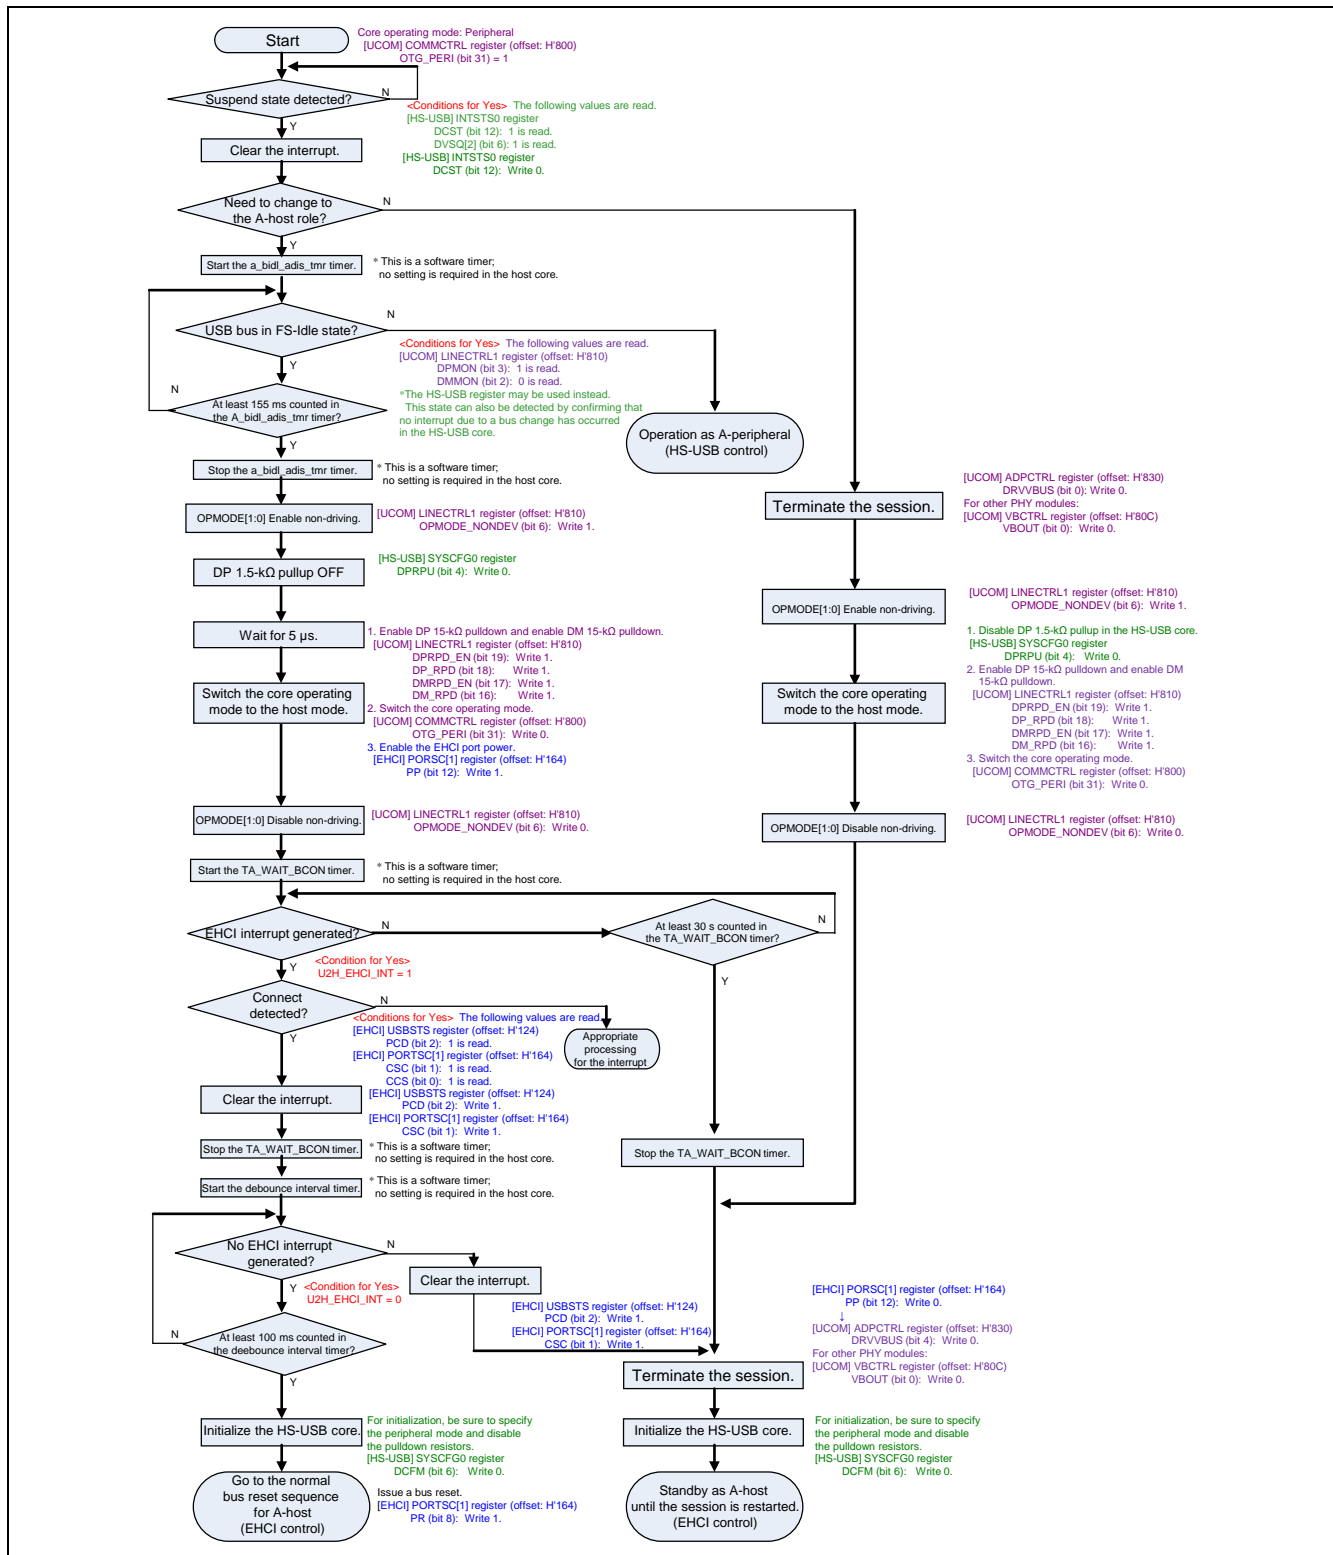 Start
Core operating mode: Peripheral
[UCOM] COMMCTRL register (offset: H'800)
OTG_PERI (bit 31) = 1
Suspend state detected?
N
Y
<Conditions for Yes> The following values are read.
[HS-USB] INTSTS0 register
DCST (bit 12): 1 is read.
DVSQ[2] (bit 6): 1 is read.
Clear the interrupt.
[HS-USB] INTSTS0 register
DCST (bit 12): Write 0.
Need to change to
the A-host role?
N
Y
Start the a_bidl_adis_tmr timer.
* This is a software timer;
no setting is required in the host core.
USB bus in FS-Idle state?
N
Y
<Conditions for Yes> The following values are read.
[UCOM] LINECTRL1 register (offset: H'810)
DPMON (bit 3): 1 is read.
DMMON (bit 2): 0 is read.
*The HS-USB register may be used instead.
This state can also be detected by confirming that
no interrupt due to a bus change has occurred
in the HS-USB core.
At least 155 ms counted in
the A_bidl_adis_tmr timer?
N
Y
Operation as A-peripheral
(HS-USB control)
Stop the a_bidl_adis_tmr timer.
* This is a software timer;
no setting is required in the host core.
OPMODE[1:0] Enable non-driving.
[UCOM] LINECTRL1 register (offset: H'810)
OPMODE_NONDEV (bit 6): Write 1.
DP 1.5-kΩ pullup OFF
[HS-USB] SYSCFG0 register
DPRPU (bit 4): Write 0.
Wait for 5 µs.
Switch the core operating
mode to the host mode.
1. Enable DP 15-kΩ pulldown and enable DM 15-kΩ pulldown.
[UCOM] LINECTRL1 register (offset: H'810)
DPRPD_EN (bit 19): Write 1.
DP_RPD (bit 18): Write 1.
DMRPD_EN (bit 17): Write 1.
DM_RPD (bit 16): Write 1.
2. Switch the core operating mode.
[UCOM] COMMCTRL register (offset: H'800)
OTG_PERI (bit 31): Write 0.
3. Enable the EHCI port power.
[EHCI] PORSC[1] register (offset: H'164)
PP (bit 12): Write 1.
OPMODE[1:0] Disable non-driving.
[UCOM] LINECTRL1 register (offset: H'810)
OPMODE_NONDEV (bit 6): Write 0.
Start the TA_WAIT_BCON timer.
* This is a software timer;
no setting is required in the host core.
Terminate the session.
[UCOM] ADPCTRL register (offset: H'830)
DRVVBUS (bit 0): Write 0.
For other PHY modules:
[UCOM] VBCTRL register (offset: H'80C)
VBOUT (bit 0): Write 0.
OPMODE[1:0] Enable non-driving.
[UCOM] LINECTRL1 register (offset: H'810)
OPMODE_NONDEV (bit 6): Write 1.
Switch the core operating
mode to the host mode.
1. Disable DP 1.5-kΩ pullup in the HS-USB core.
[HS-USB] SYSCFG0 register
DPRPU (bit 4): Write 0.
2. Enable DP 15-kΩ pulldown and enable DM
15-kΩ pulldown.
[UCOM] LINECTRL1 register (offset: H'810)
DPRPD_EN (bit 19): Write 1.
DP_RPD (bit 18): Write 1.
DMRPD_EN (bit 17): Write 1.
DM_RPD (bit 16): Write 1.
3. Switch the core operating mode.
[UCOM] COMMCTRL register (offset: H'800)
OTG_PERI (bit 31): Write 0.
OPMODE[1:0] Disable non-driving.
[UCOM] LINECTRL1 register (offset: H'810)
OPMODE_NONDEV (bit 6): Write 0.
EHCI interrupt generated?
N
Y
<Condition for Yes>
U2H_EHCI_INT = 1
At least 30 s counted in
the TA_WAIT_BCON timer?
N
Y
Connect
detected?
N
Y
<Conditions for Yes> The following values are read.
[EHCI] USBSTS register (offset: H'124)
PCD (bit 2): 1 is read.
[EHCI] PORTSC[1] register (offset: H'164)
CSC (bit 1): 1 is read.
CCS (bit 0): 1 is read.
Appropriate
processing
for the interrupt
Clear the interrupt.
[EHCI] USBSTS register (offset: H'124)
PCD (bit 2): Write 1.
[EHCI] PORTSC[1] register (offset: H'164)
CSC (bit 1): Write 1.
Stop the TA_WAIT_BCON timer.
* This is a software timer;
no setting is required in the host core.
Stop the TA_WAIT_BCON timer.
Start the debounce interval timer.
* This is a software timer;
no setting is required in the host core.
No EHCI interrupt
generated?
N
Y
<Condition for Yes>
U2H_EHCI_INT = 0
Clear the interrupt.
[EHCI] USBSTS register (offset: H'124)
PCD (bit 2): Write 1.
[EHCI] PORTSC[1] register (offset: H'164)
CSC (bit 1): Write 1.
At least 100 ms counted in
the deebounce interval timer?
N
Y
[EHCI] PORSC[1] register (offset: H'164)
PP (bit 12): Write 0.
↓
[UCOM] ADPCTRL register (offset: H'830)
DRVVBUS (bit 4): Write 0.
For other PHY modules:
[UCOM] VBCTRL register (offset: H'80C)
VBOUT (bit 0): Write 0.
Terminate the session.
Initialize the HS-USB core.
For initialization, be sure to specify
the peripheral mode and disable
the pulldown resistors.
[HS-USB] SYSCFG0 register
DCFM (bit 6): Write 0.
Initialize the HS-USB core.
For initialization, be sure to specify
the peripheral mode and disable
the pulldown resistors.
[HS-USB] SYSCFG0 register
DCFM (bit 6): Write 0.
Go to the normal
bus reset sequence
for A-host
(EHCI control)
Issue a bus reset.
[EHCI] PORTSC[1] register (offset: H'164)
PR (bit 8): Write 1.
Standby as A-host
until the session is restarted.
(EHCI control)